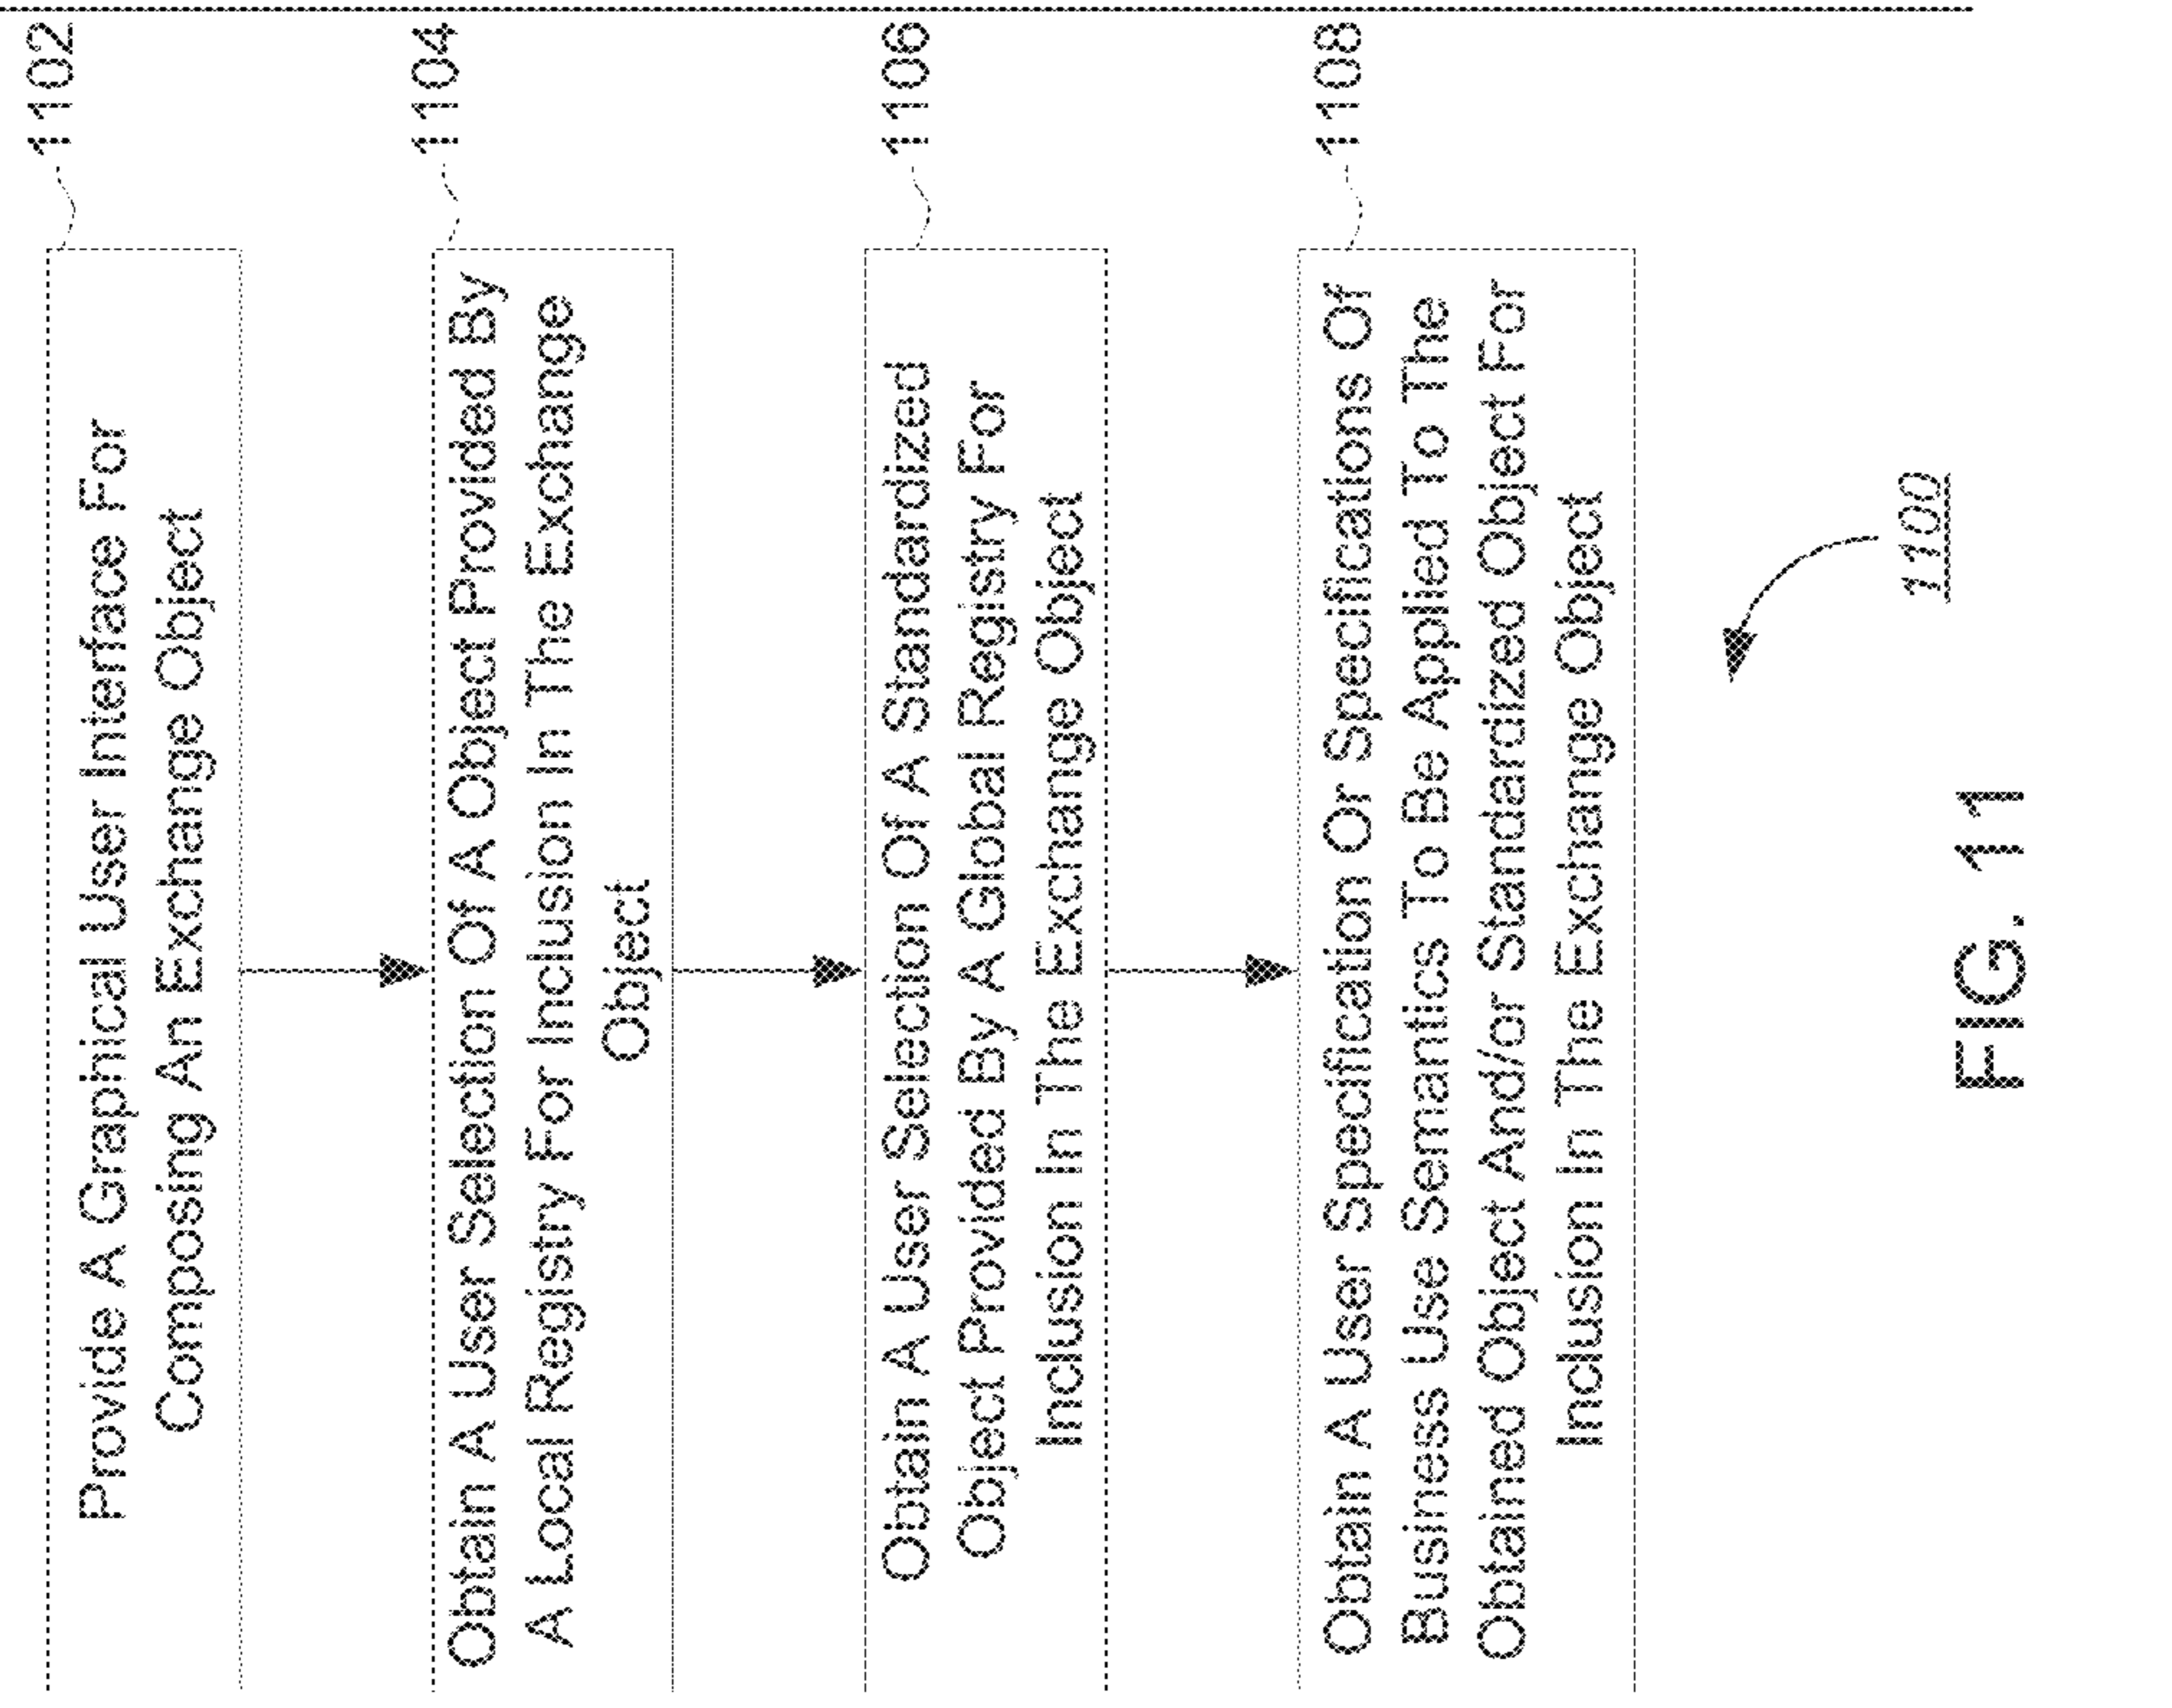 1102
Provide A Graphical User Interface For
Composing An Exchange Object
1104
Obtain A User Selection Of A Object Provided By
A Local Registry For Inclusion In The Exchange
Object
1106
Obtain A User Selection Of A Standardized
Object Provided By A Global Registry For
Inclusion In The Exchange Object
1108
Obtain A User Specification Or Specifications Of
Business Use Semantics To Be Applied To The
Obtained Object And/or Standardized Object For
Inclusion In The Exchange Object
1100
FIG. 11